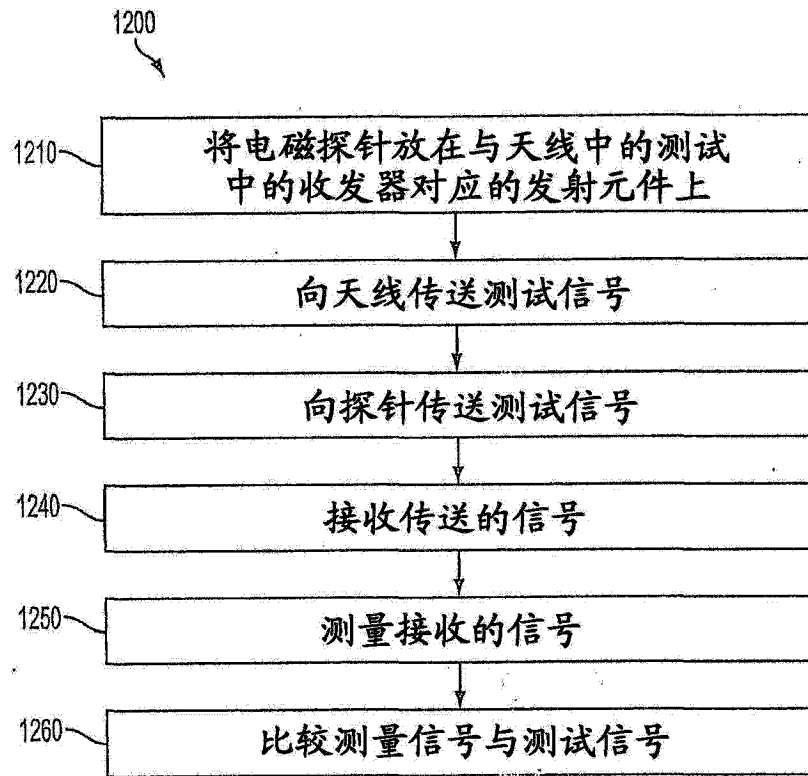 1200
1210
将电磁探针放在与天线中的测试
中的收发器对应的发射元件上
1220
向天线传送测试信号
1230
向探针传送测试信号
1240
接收传送的信号
1250
测量接收的信号
1260
比较测量信号与测试信号